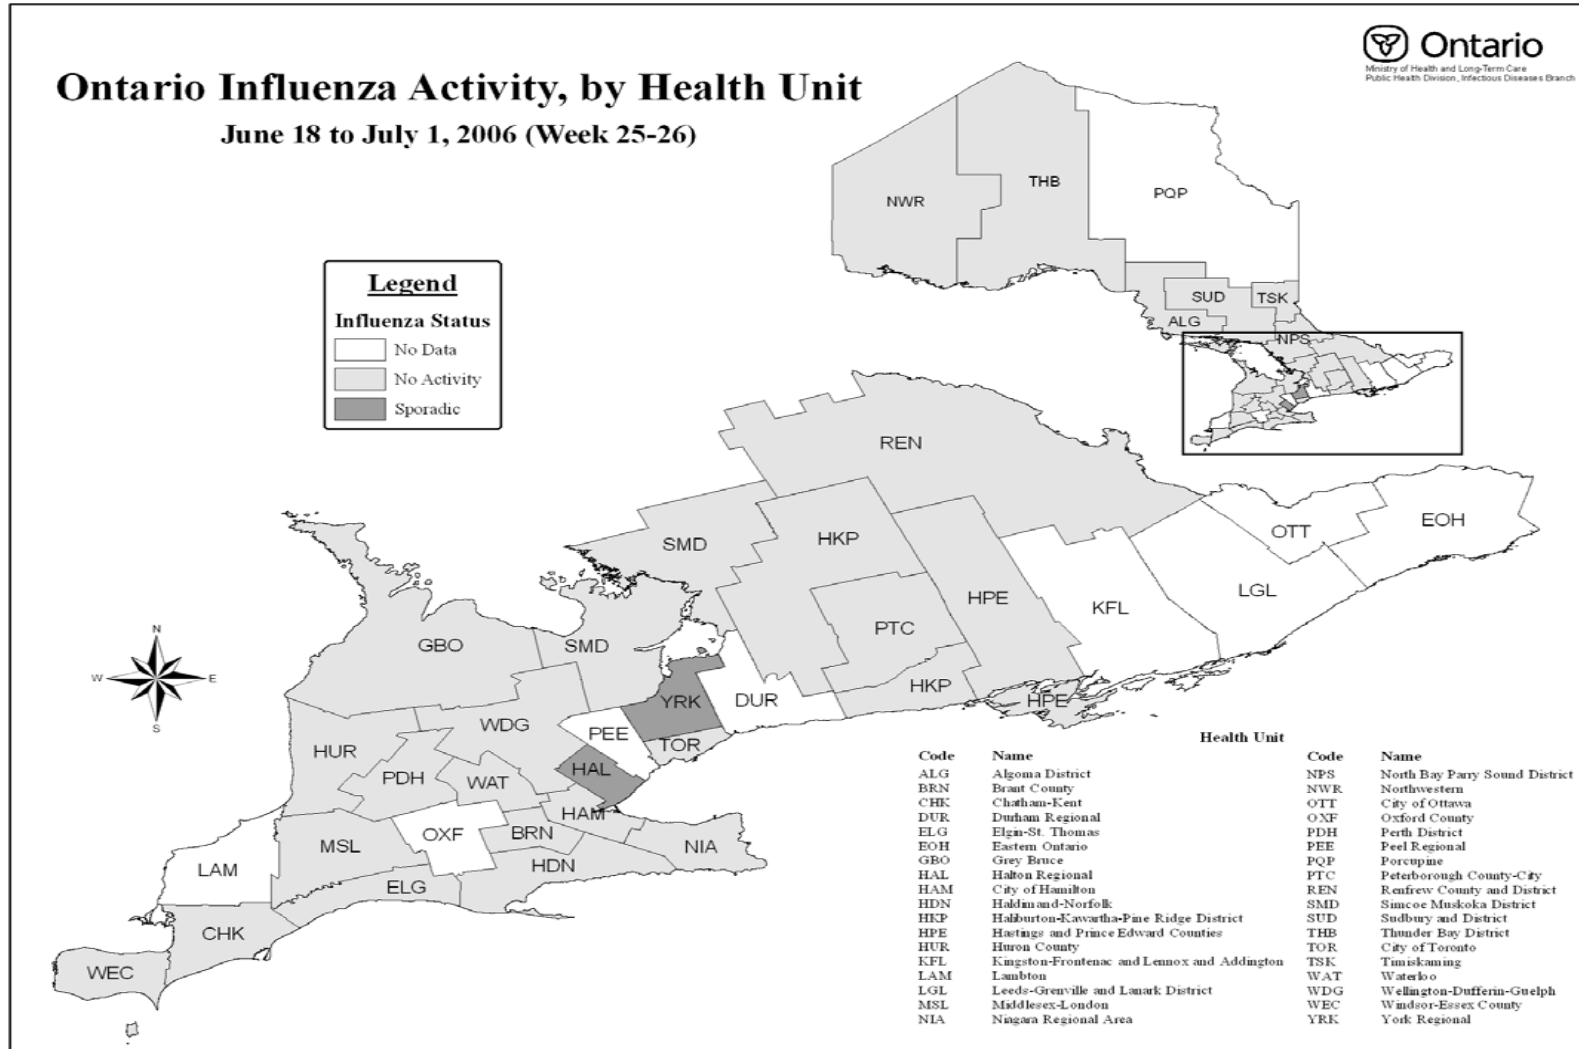 Ontario
Ministry of Health and Long-Term Care
Public Health Division, Infectious Diseases Branch
Ontario Influenza Activity, by Health Unit
June 18 to July 1, 2006 (Week 25-26)
THB
PQP
NWR
Legend
Influenza Status
No Data
No Activity
Sporadic
SUD
TSK
ALG
NPS
REN
OTT
EOH
SMD
HKP
LGL
HPE
KFL
PTC
N
W
E
S
GBO
SMD
HKP
HPE
YRK
DUR
WDG
PEE
TOR
HUR
HAL
PDH
WAT
HAM
OXF
BRN
MSL
NIA
HDN
LAM
ELG
CHK
WEC
Health Unit
Code Name Code Name
ALG Algoma District NPS North Bay Parry Sound District
BRN Brant County NWR Northwestern
CHK Chatham-Kent OTT City of Ottawa
DUR Durham Regional OXF Oxford County
ELG Elgin-St. Thomas PDH Perth District
EOH Eastern Ontario PEE Peel Regional
GBO Grey Bruce PQP Porcupine
HAL Halton Regional PTC Peterborough County-City
HAM City of Hamilton REN Renfrew County and District
HDN Haldimand-Norfolk SMD Simcoe Muskoka District
HKP Haliburton-Kawartha-Pine Ridge District SUD Sudbury and District
HPE Hastings and Prince Edward Counties THB Thunder Bay District
HUR Huron County TOR City of Toronto
KFL Kingston-Frontenac and Lennox and Addington TSK Timiskaming
LAM Lambton WAT Waterloo
LGL Leeds-Grenville and Lanark District WDG Wellington-Dufferin-Guelph
MSL Middlesex-London WEC Windsor-Essex County
NIA Niagara Regional Area YRK York Regional